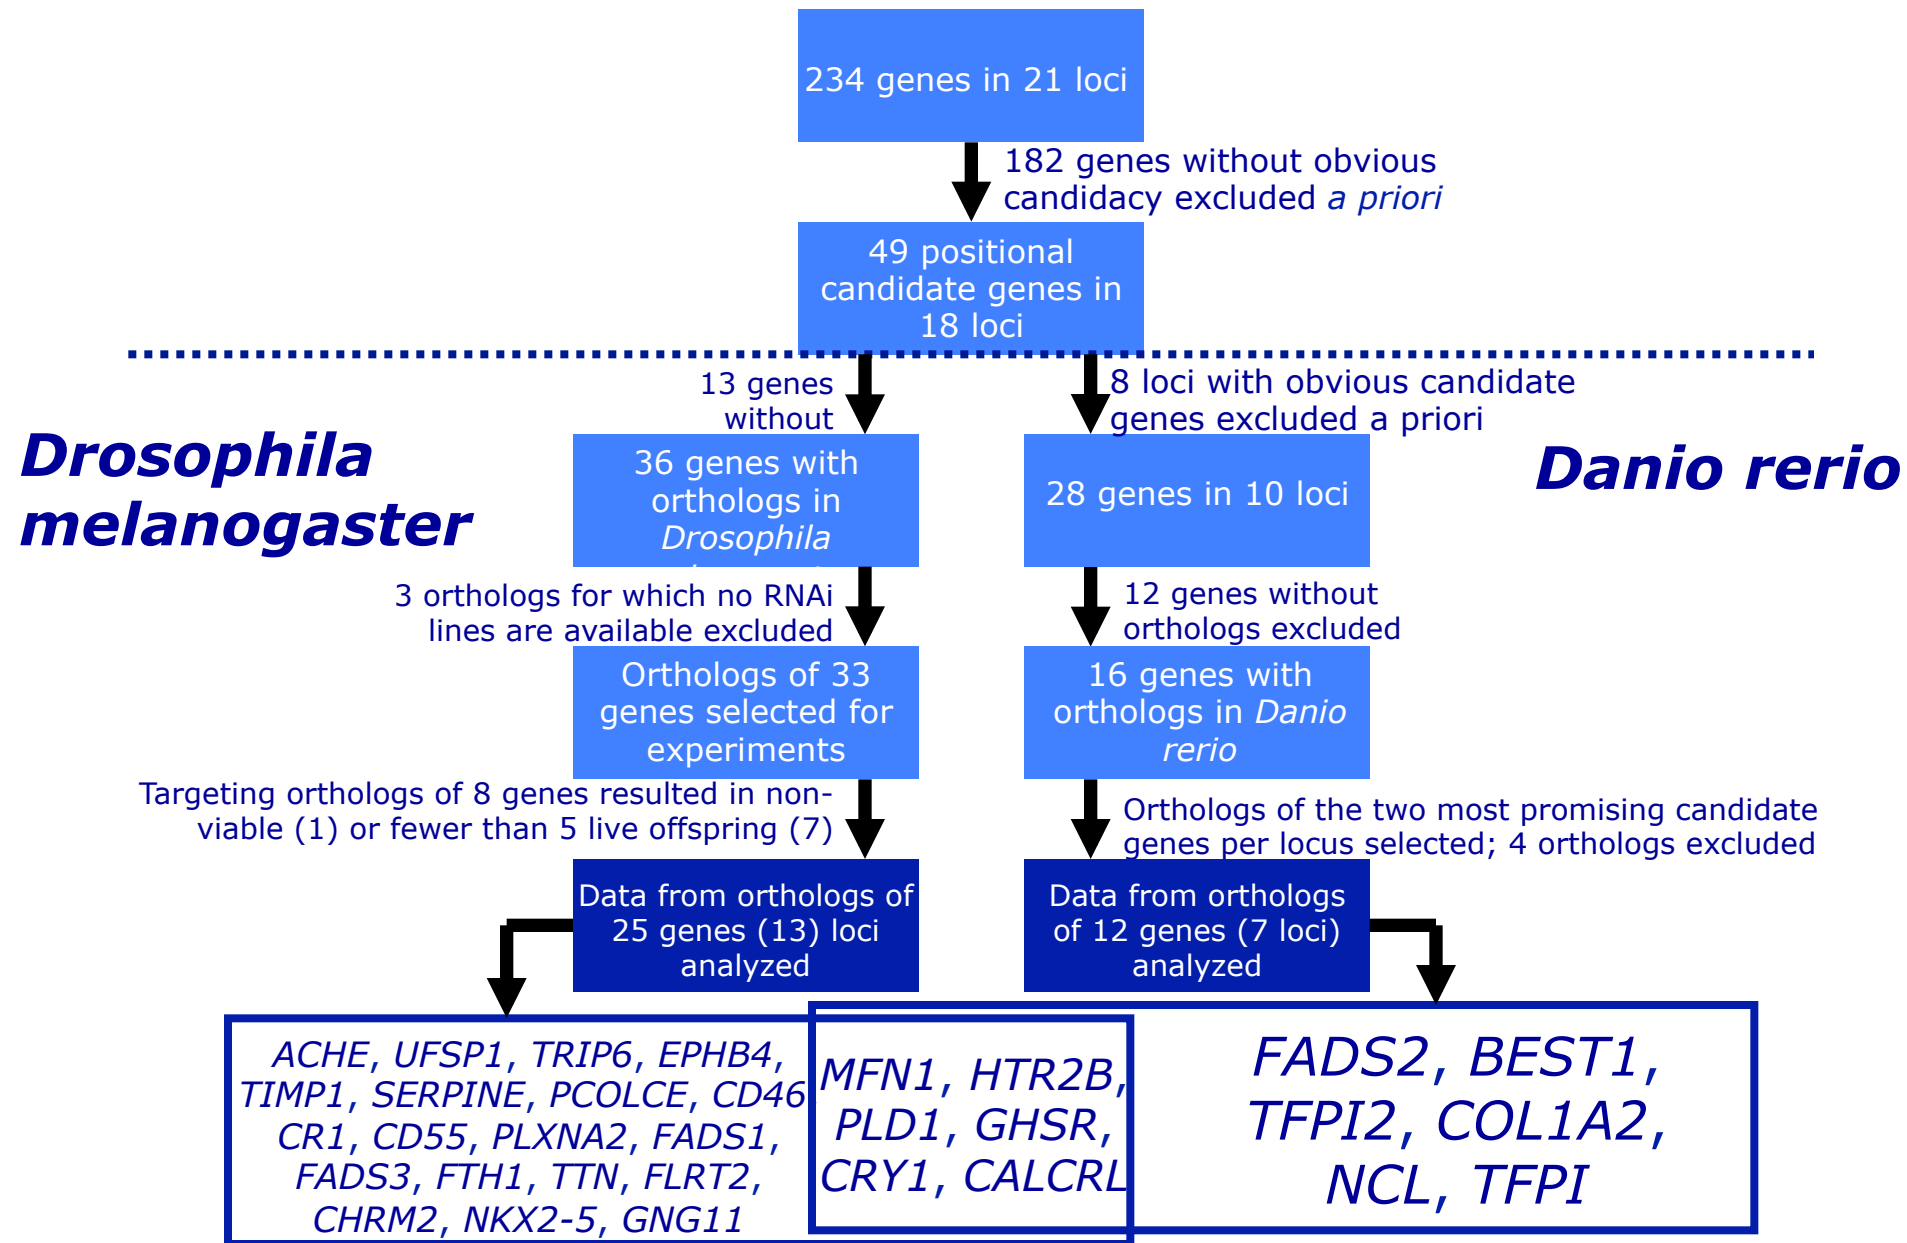 234 genes in 21 loci
182 genes without obvious
candidacy excluded a priori
49 positional
candidate genes in
18 loci
13 genes
without
8 loci with obvious candidate
genes excluded a priori
Drosophila
melanogaster
Danio rerio
36 genes with
orthologs in
Drosophila
28 genes in 10 loci
3 orthologs for which no RNAi
lines are available excluded
12 genes without
orthologs excluded
Orthologs of 33
genes selected for
experiments
16 genes with
orthologs in Danio
rerio
Targeting orthologs of 8 genes resulted in non-
viable (1) or fewer than 5 live offspring (7)
Orthologs of the two most promising candidate
genes per locus selected; 4 orthologs excluded
Data from orthologs of
25 genes (13) loci
analyzed
Data from orthologs
of 12 genes (7 loci)
analyzed
ACHE, UFSP1, TRIP6, EPHB4,
TIMP1, SERPINE, PCOLCE, CD46
CR1, CD55, PLXNA2, FADS1,
FADS3, FTH1, TTN, FLRT2,
CHRM2, NKX2-5, GNG11
MFN1, HTR2B,
PLD1, GHSR,
CRY1, CALCRL
FADS2, BEST1,
TFPI2, COL1A2,
NCL, TFPI